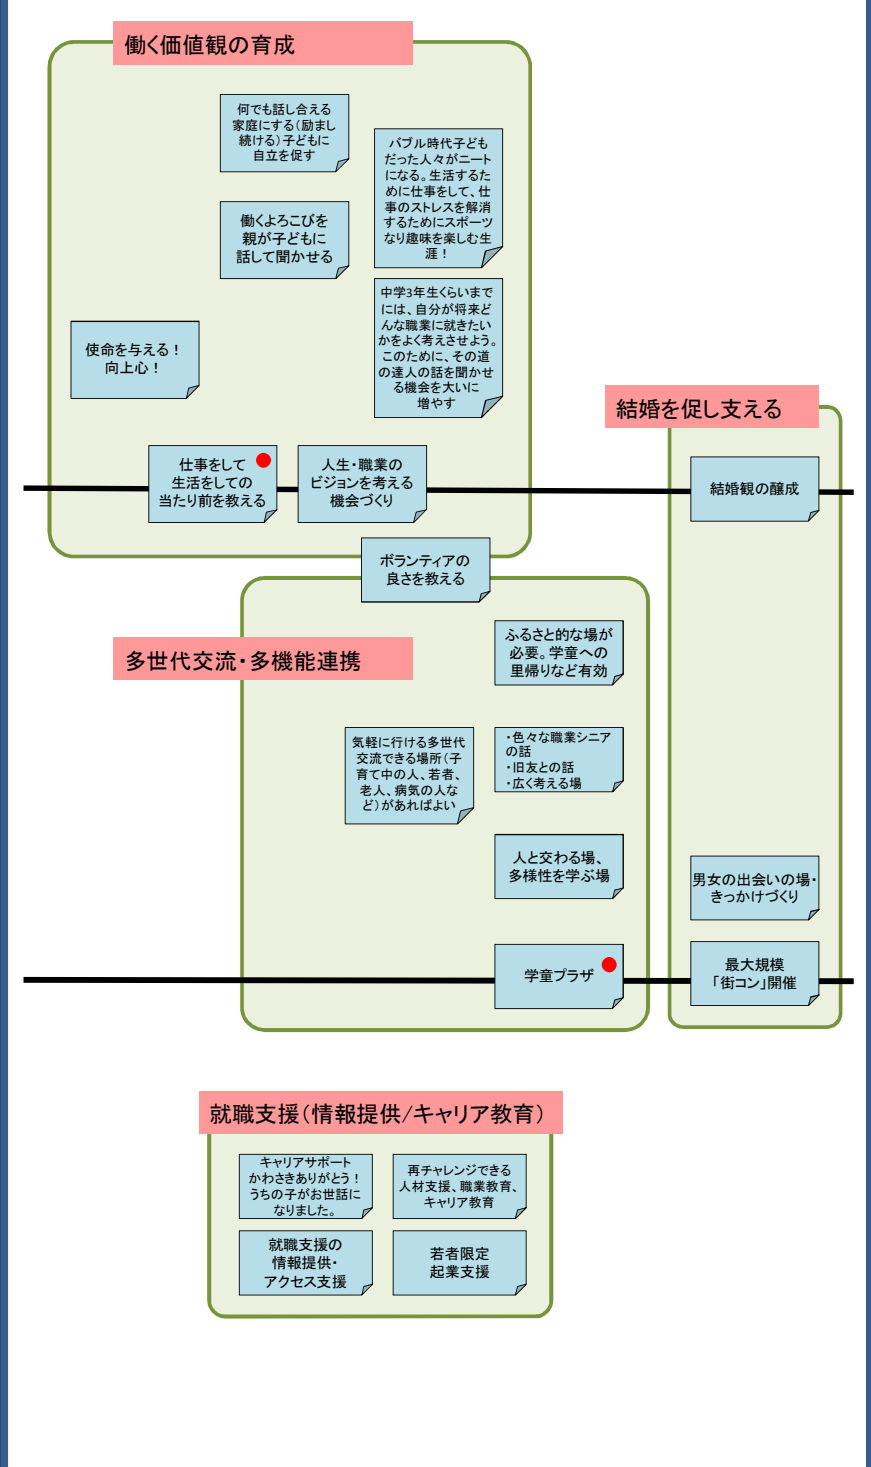 働く価値観の育成
何でも話し合える
家庭にする（励まし
続ける）子どもに
自立を促す
バブル時代子ども
だった人々がニート
になる。生活するた
めに仕事をして、仕
事のストレスを解消
するためにスポーツ
なり趣味を楽しむ生
涯！
働くよろこびを
親が子どもに
話して聞かせる
中学3年生くらいまで
には、自分が将来ど
んな職業に就きたい
かをよく考えさせよう。
このために、その道
の達人の話を聞かせ
る機会を大いに
増やす
使命を与える！
向上心！
仕事をして
生活をしての
当たり前を教える
人生・職業の
ビジョンを考える
機会づくり
結婚を促し支える
結婚観の醸成
男女の出会いの場・
きっかけづくり
最大規模
「街コン」開催
ボランティアの
良さを教える
多世代交流・多機能連携
ふるさと的な場が
必要。学童への
里帰りなど有効
気軽に行ける多世代
交流できる場所（子
育て中の人、若者、
老人、病気の人な
ど）があればよい
・色々な職業シニア
の話
・旧友との話
・広く考える場
人と交わる場、
多様性を学ぶ場
学童プラザ
就職支援（情報提供/キャリア教育）
キャリアサポート
かわさきありがとう！
うちの子がお世話に
なりました。
再チャレンジできる
人材支援、職業教育、
キャリア教育
就職支援の
情報提供・
アクセス支援
若者限定
起業支援